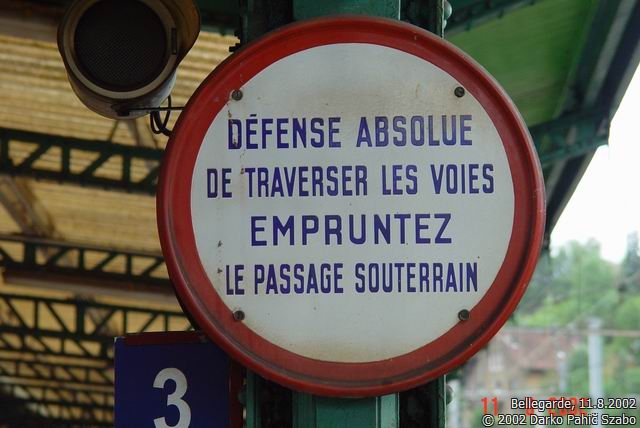 DÉFENSE ABSOLUE
DE TRAVERSER LES VOIES
EMPRUNTEZ
LE PASSAGE SOUTERRAIN
3
Bellegarde, 11.8.2002
© 2002 Darko Pahić Szabo